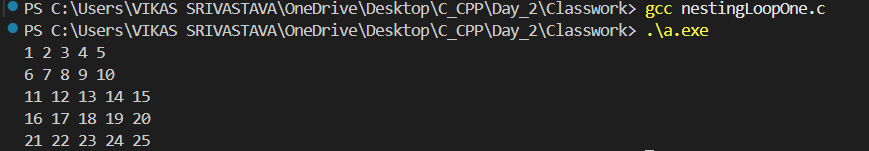 PS C:\Users\VIKAS SRIVASTAVA\OneDrive\Desktop\C_CPP\Day_2\Classwork> gcc nestingLoopOne.c
PS C:\Users\VIKAS SRIVASTAVA\OneDrive\Desktop\C_CPP\Day_2\Classwork> .\a.exe
1 2 3 4 5
6 7 8 9 10
11 12 13 14 15
16 17 18 19 20
21 22 23 24 25